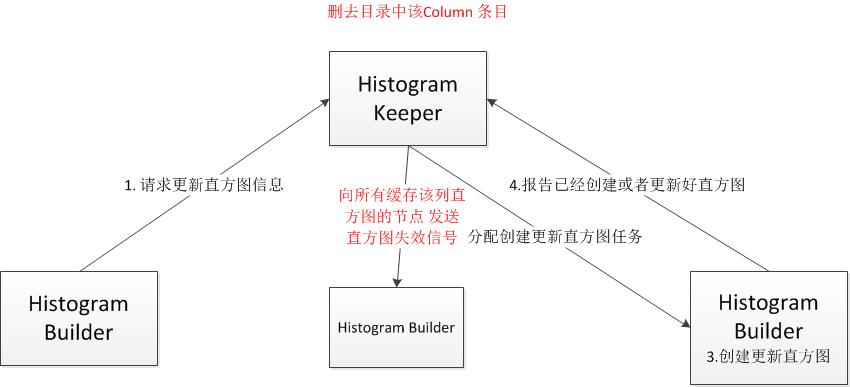 删去目录中该Column 条目
Histogram
Keeper
1. 请求更新直方图信息
4.报告已经创建或者更新好直方图
向所有缓存该列直
方图的节点 发送
直方图失效信号
分配创建更新直方图任务
Histogram
Builder
Histogram Builder
Histogram
Builder
3.创建更新直方图